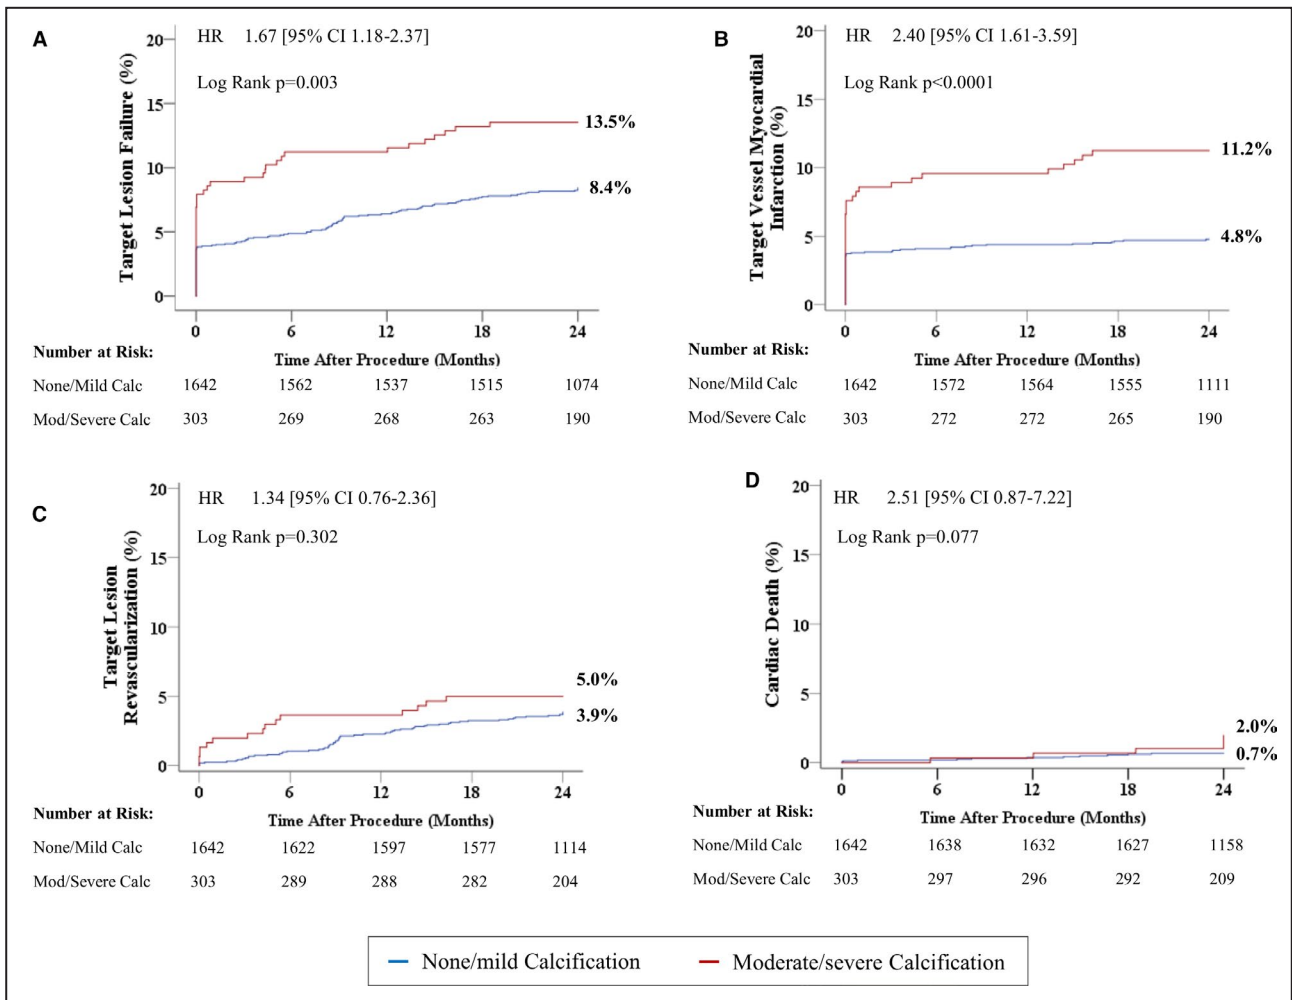 A
HR 1.67 [95% CI 1.18-2.37]
Log Rank p=0.003
Target Lesion Failure (%)
20
15
10
5
0
13.5%
8.4%
0 6 12 18 24
Time After Procedure (Months)
Number at Risk:
None/Mild Calc 1642 1562 1537 1515 1074
Mod/Severe Calc 303 269 268 263 190
B
HR 2.40 [95% CI 1.61-3.59]
Log Rank p<0.0001
Target Vessel Myocardial
Infarction (%)
20
15
10
5
0
11.2%
4.8%
0 6 12 18 24
Time After Procedure (Months)
Number at Risk:
None/Mild Calc 1642 1572 1564 1555 1111
Mod/Severe Calc 303 272 272 265 190
C
HR 1.34 [95% CI 0.76-2.36]
Log Rank p=0.302
Target Lesion
Revascularization (%)
20
15
10
5
0
5.0%
3.9%
0 6 12 18 24
Time After Procedure (Months)
Number at Risk:
None/Mild Calc 1642 1622 1597 1577 1114
Mod/Severe Calc 303 289 288 282 204
D
HR 2.51 [95% CI 0.87-7.22]
Log Rank p=0.077
Cardiac Death (%)
20
15
10
5
0
2.0%
0.7%
0 6 12 18 24
Time After Procedure (Months)
Number at Risk:
None/Mild Calc 1642 1638 1632 1627 1158
Mod/Severe Calc 303 297 296 292 209
None/mild Calcification Moderate/severe Calcification